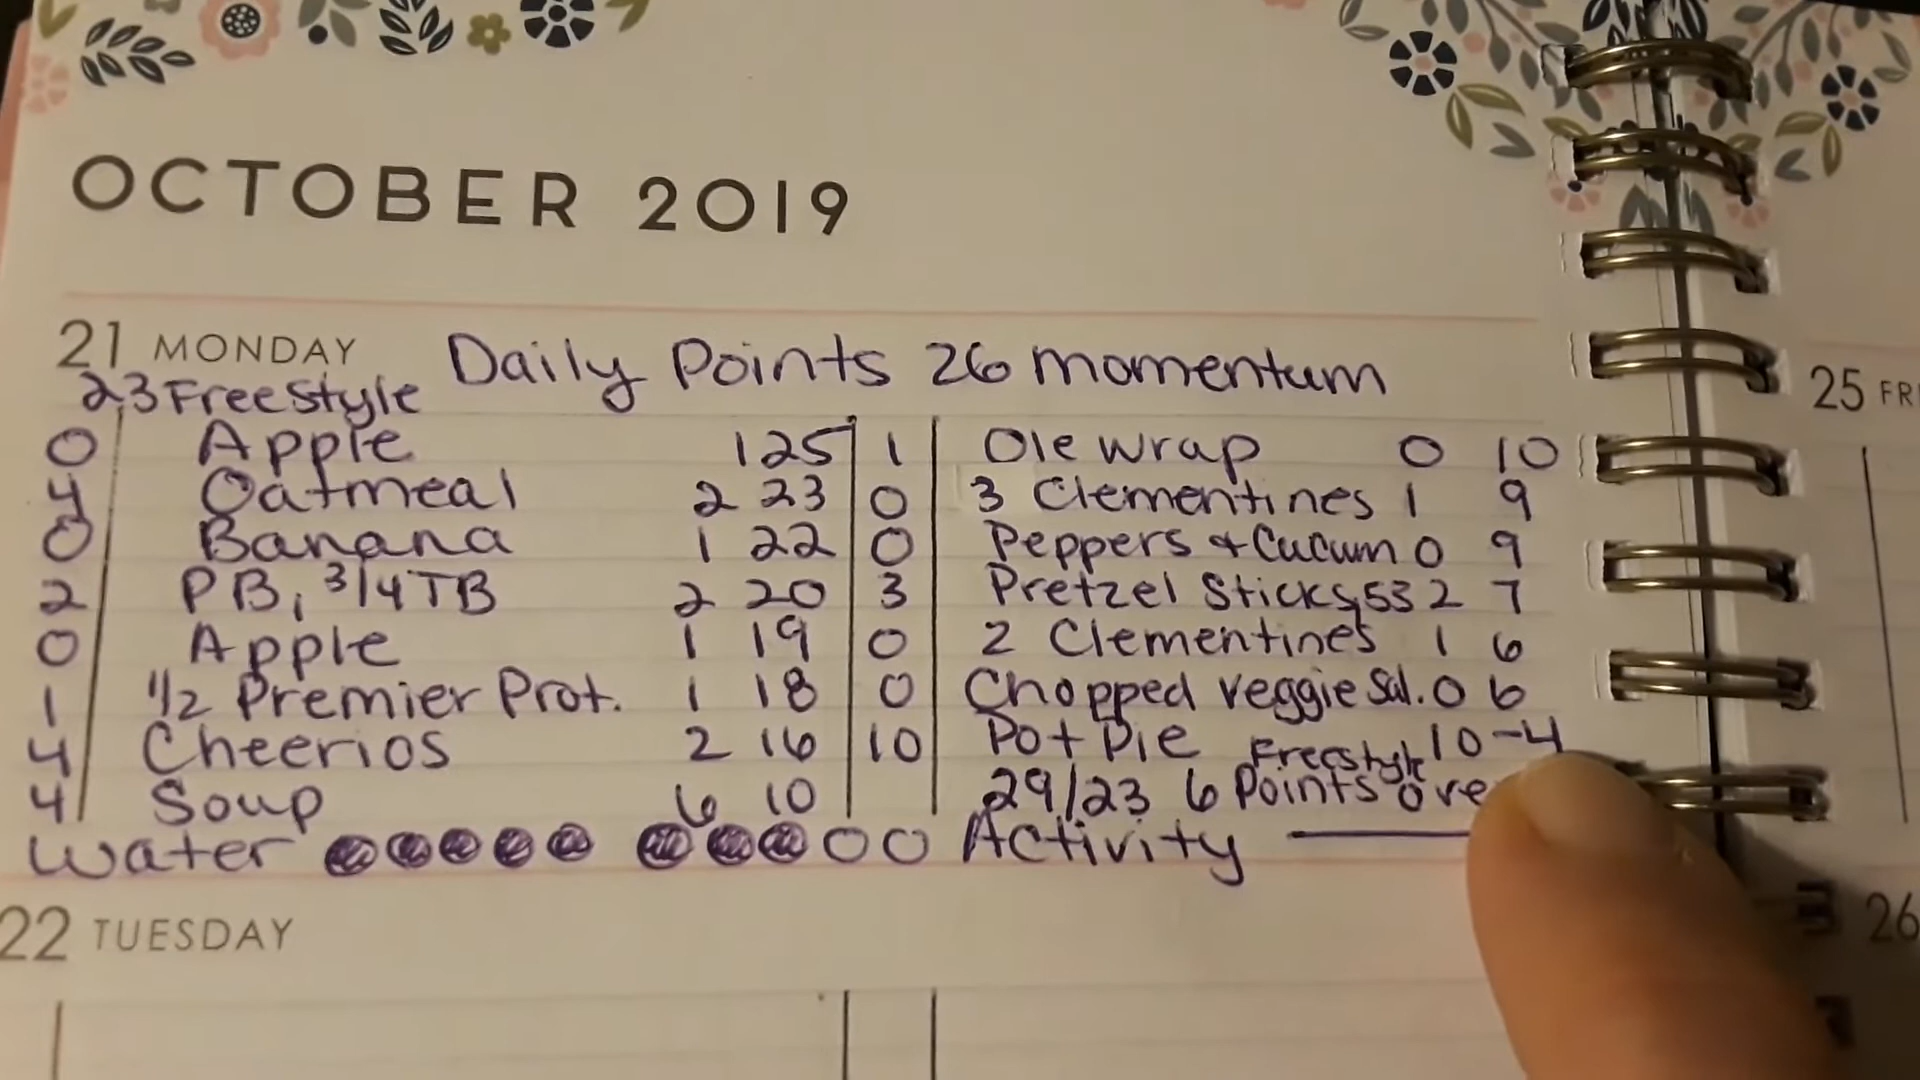 OCTOBER 2019
21 MONDAY Daily Points 26 momentum
23 FreeStyle
0 Apple 1 25
4 Oatmeal 2 23
0 Banana 1 22
2 PB, 3/4 TB 2 20
0 Apple 1 19
1 1/2 Premier Prot. 1 18
4 Cheerios 2 16
4 Soup 6 10
1 Ole wrap 0 10
0 3 Clementines 1 9
0 Peppers + Cucum 0 9
3 Pretzel Sticks, 53 2 7
0 2 Clementines 1 6
0 Chopped veggie Sal. 0 6
10 Pot Pie 10 -4
Freestyle
29/23 6 Points Ove
Water Activity
22 TUESDAY
25 FR
26